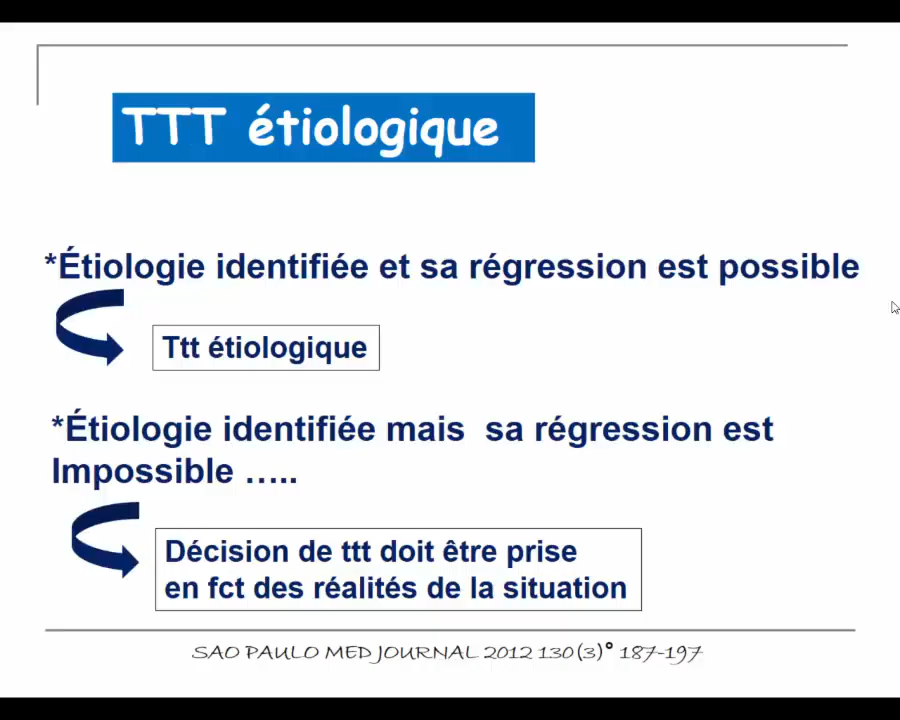 TTT étiologique
*Étiologie identifiée et sa régression est possible
Ttt étiologique
*Étiologie identifiée mais sa régression est
Impossible …..
Décision de ttt doit être prise
en fct des réalités de la situation
SAO PAULO MED JOURNAL 2012 130(3)° 187-197